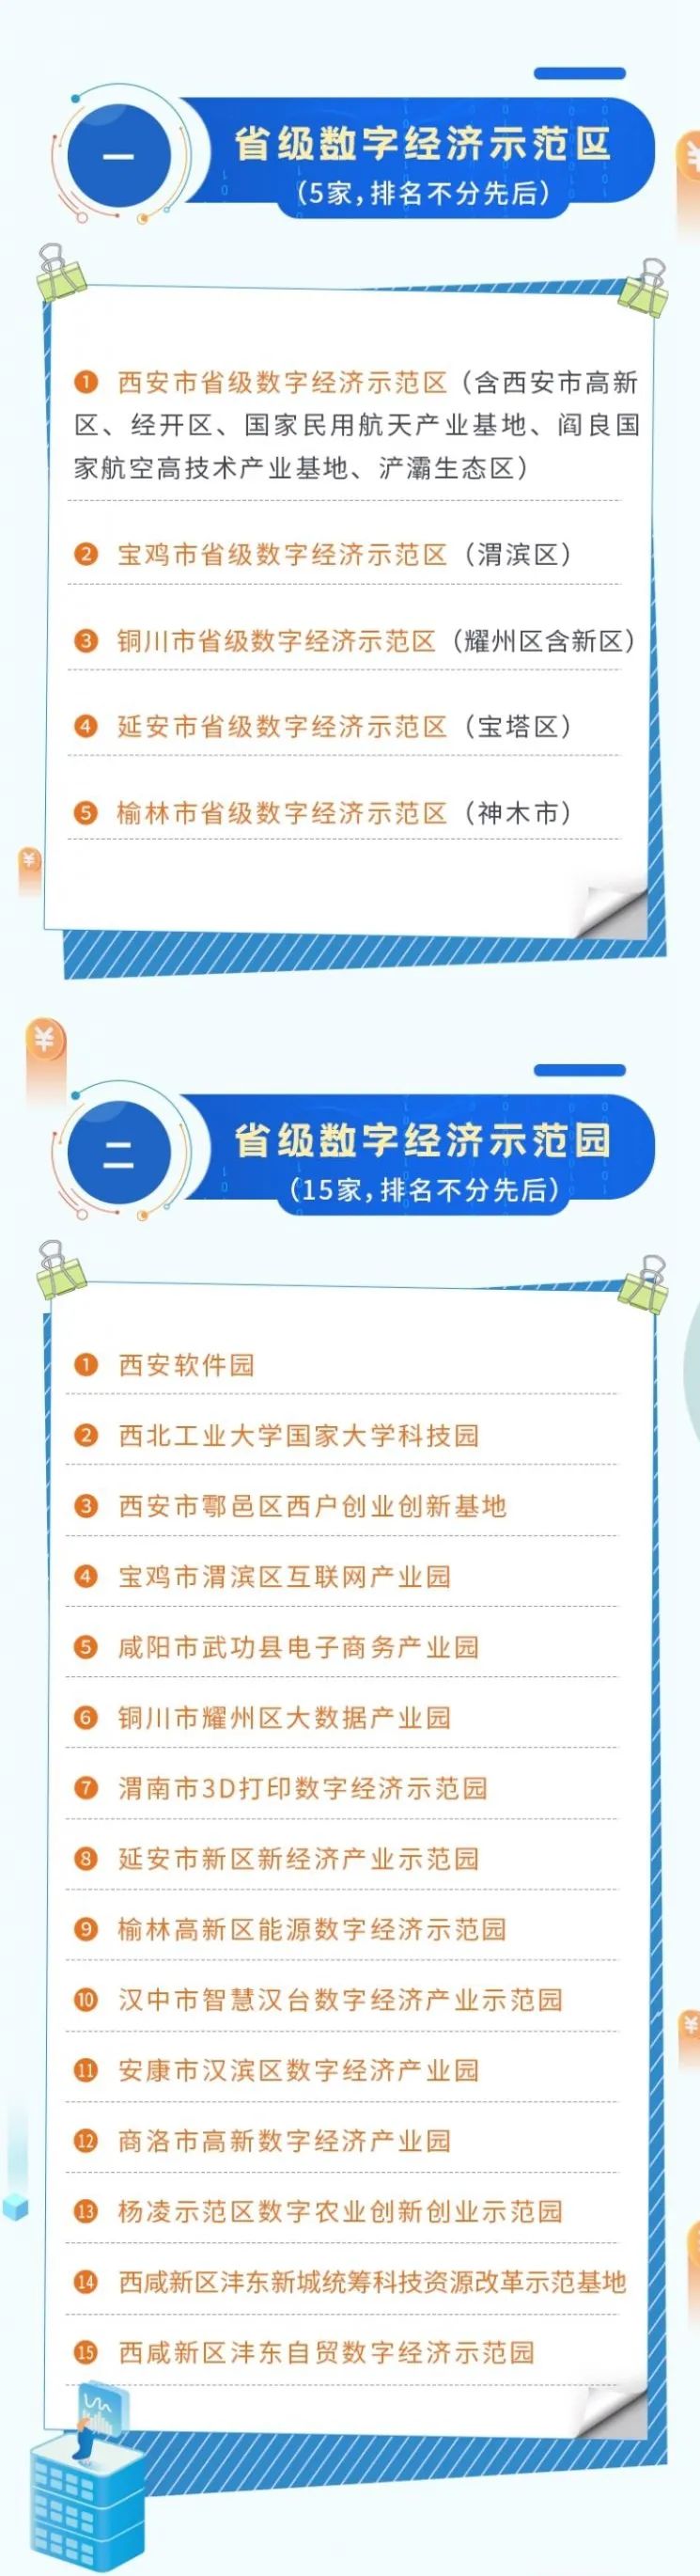 一
省级数字经济示范区
（5家，排名不分先后）
1 西安市省级数字经济示范区（含西安市高新
区、经开区、国家民用航天产业基地、阎良国
家航空高技术产业基地、浐灞生态区）
2 宝鸡市省级数字经济示范区（渭滨区）
3 铜川市省级数字经济示范区（耀州区含新区）
4 延安市省级数字经济示范区（宝塔区）
5 榆林市省级数字经济示范区（神木市）
二
省级数字经济示范园
（15家，排名不分先后）
1 西安软件园
2 西北工业大学国家大学科技园
3 西安市鄠邑区西户创业创新基地
4 宝鸡市渭滨区互联网产业园
5 咸阳市武功县电子商务产业园
6 铜川市耀州区大数据产业园
7 渭南市3D打印数字经济示范园
8 延安市新区新经济产业示范园
9 榆林高新区能源数字经济示范园
10 汉中市智慧汉台数字经济产业示范园
11 安康市汉滨区数字经济产业园
12 商洛市高新数字经济产业园
13 杨凌示范区数字农业创新创业示范园
14 西咸新区沣东新城统筹科技资源改革示范基地
15 西咸新区沣东自贸数字经济示范园